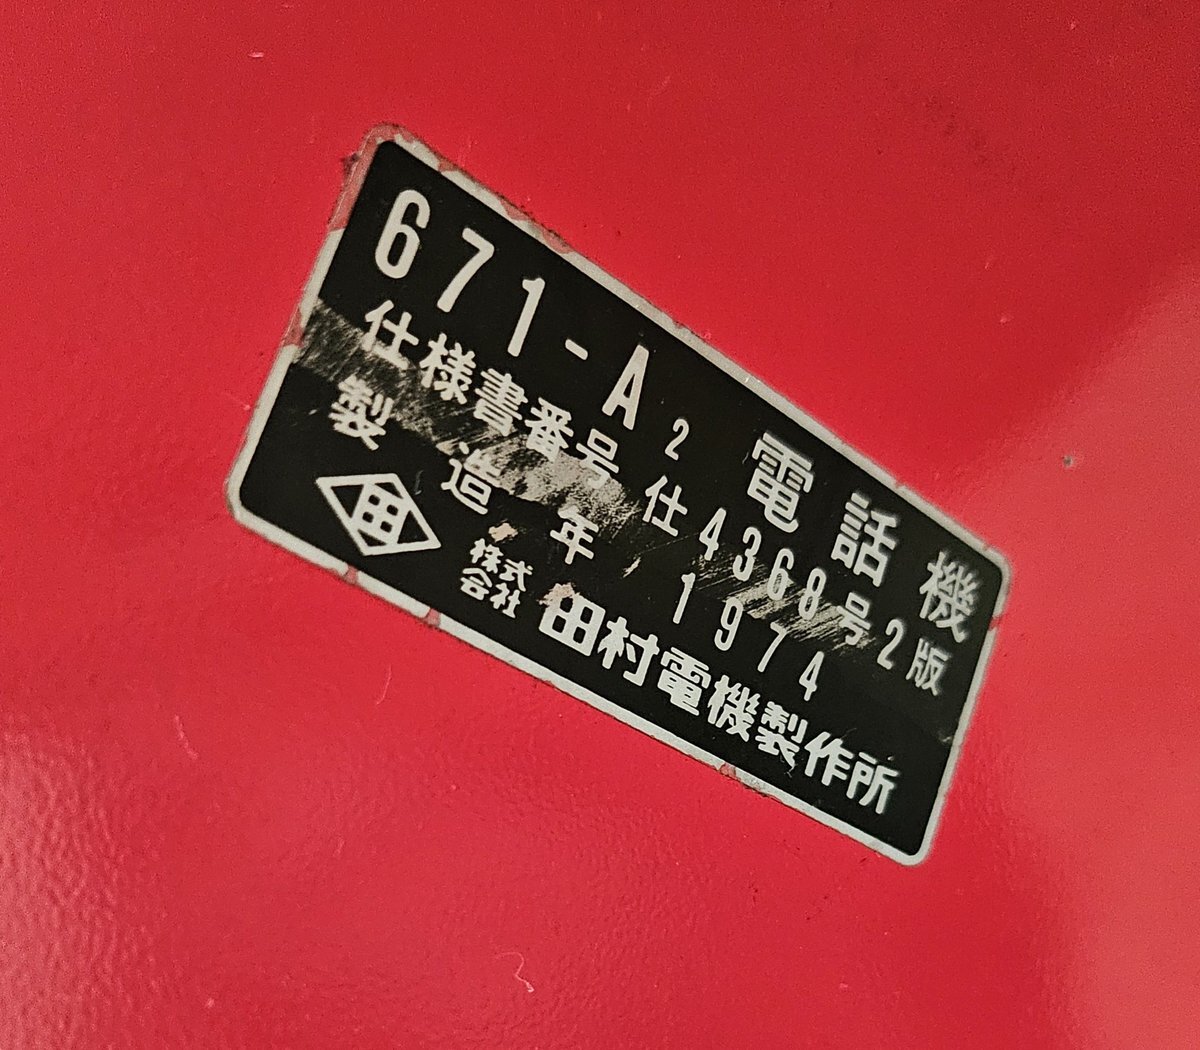 671-A2 電話機
仕様書番号 仕4368号2版
製造年 1974
田 株式会社 田村電機製作所